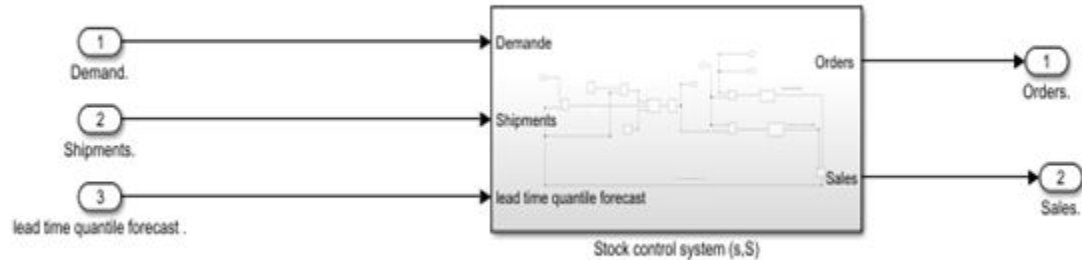 1
Demand.
2
Shipments.
3
lead time quantile forecast .
Demande
Shipments
lead time quantile forecast
Orders
Sales
Stock control system (s,S)
1
Orders.
2
Sales.